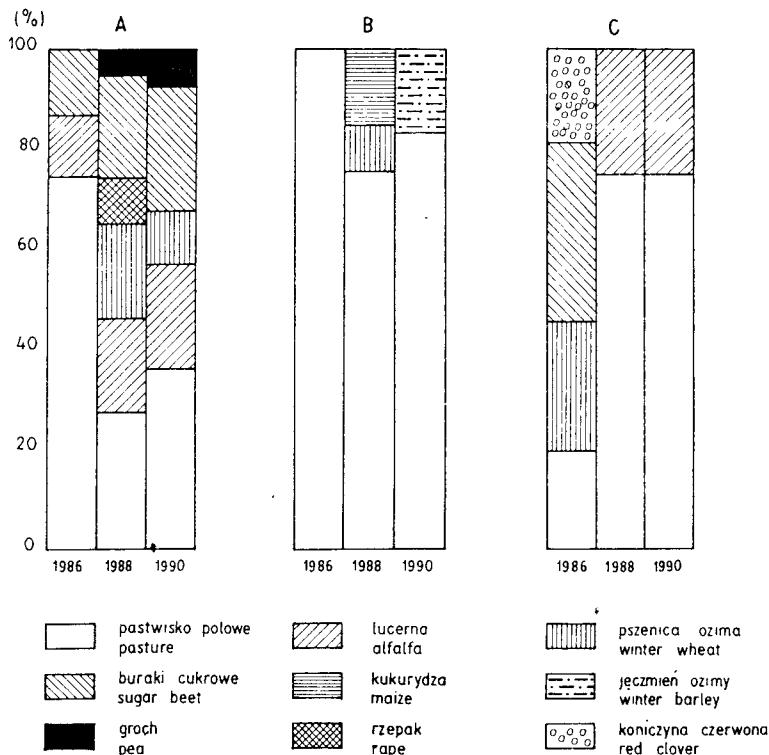 (%)
A B C
100
80
60
40
20
0
1986 1988 1990 1986 1988 1990 1986 1988 1990
pastwisko polowe
pasture
lucerna
alfalfa
pszenica ozima
winter wheat
buraki cukrowe
sugar beet
kukurydza
maize
jęczmień ozimy
winter barley
groch
pea
rzepak
rape
koniczyna czerwona
red clover